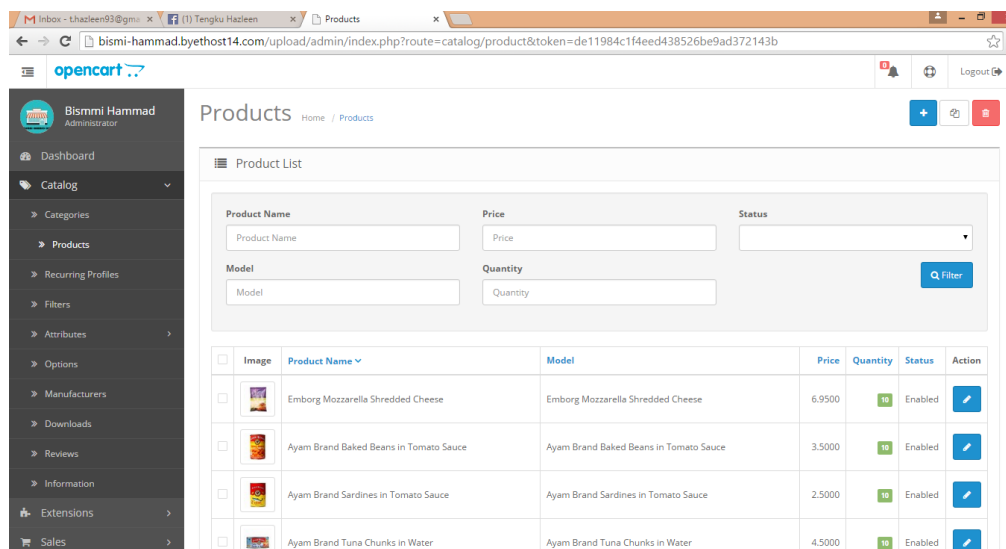 Inbox - t.hazleen93@gma
(1) Tengku Hazleen
Products
bismi-hammad.byethost14.com/upload/admin/index.php?route=catalog/product&token=de11984c1f4eed438526be9ad372143b
opencart
0
Logout
Bismmi Hammad
Administrator
Products
Home / Products
Dashboard
Catalog
Categories
Products
Recurring Profiles
Filters
Attributes
Options
Manufacturers
Downloads
Reviews
Information
Extensions
Sales
Product List
Product Name Price Status
Product Name Price
Model Quantity
Filter
Model Quantity
Image Product Name Model Price Quantity Status Action
Emborg Mozzarella Shredded Cheese Emborg Mozzarella Shredded Cheese 6.9500 10 Enabled
Ayam Brand Baked Beans in Tomato Sauce Ayam Brand Baked Beans in Tomato Sauce 3.5000 10 Enabled
Ayam Brand Sardines in Tomato Sauce Ayam Brand Sardines in Tomato Sauce 2.5000 10 Enabled
Ayam Brand Tuna Chunks in Water Ayam Brand Tuna Chunks in Water 4.5000 10 Enabled